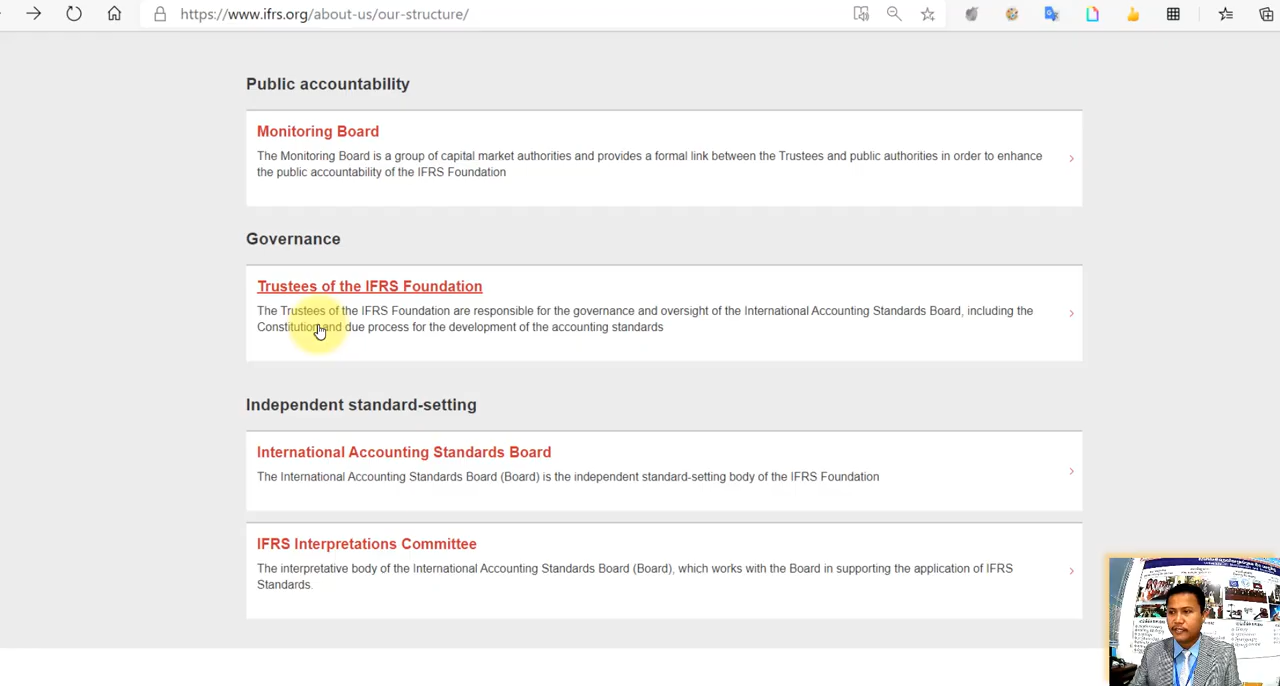 https://www.ifrs.org/about-us/our-structure/
Public accountability
Monitoring Board
The Monitoring Board is a group of capital market authorities and provides a formal link between the Trustees and public authorities in order to enhance
the public accountability of the IFRS Foundation
Governance
Trustees of the IFRS Foundation
The Trustees of the IFRS Foundation are responsible for the governance and oversight of the International Accounting Standards Board, including the
Constitution and due process for the development of the accounting standards
Independent standard-setting
International Accounting Standards Board
The International Accounting Standards Board (Board) is the independent standard-setting body of the IFRS Foundation
IFRS Interpretations Committee
The interpretative body of the International Accounting Standards Board (Board), which works with the Board in supporting the application of IFRS
Standards.